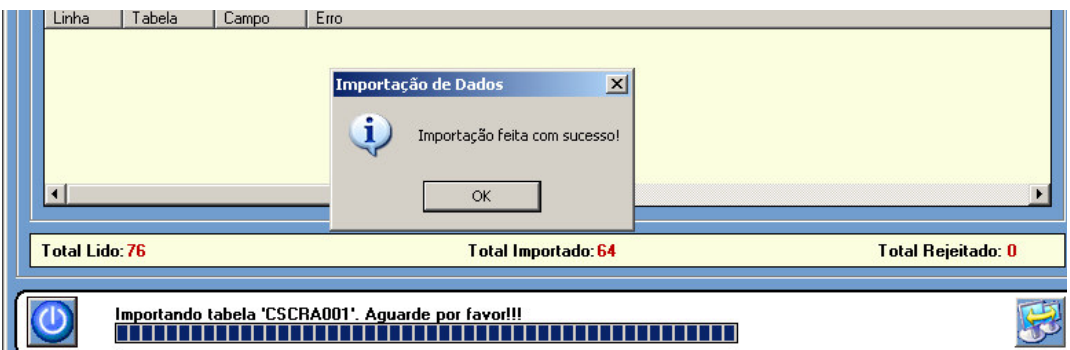 Linha Tabela Campo Erro
Importação de Dados
Importação feita com sucesso!
OK
Total Lido: 76 Total Importado: 64 Total Rejeitado: 0
Importando tabela 'CSCRA001'. Aguarde por favor!!!